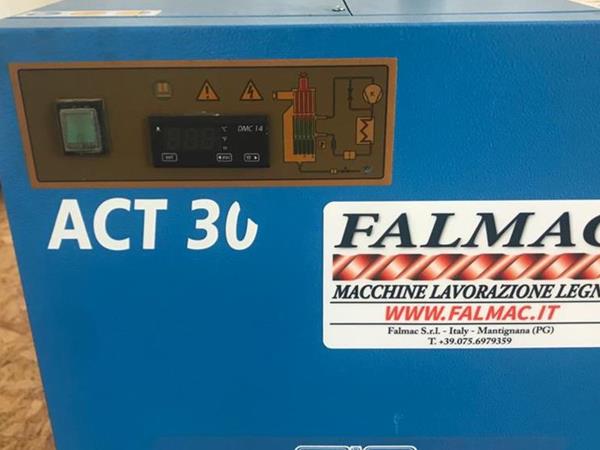 DMC 14
°C
°F
set
esc
K
ACT 30
FALMAC
MACCHINE LAVORAZIONE LEGN
WWW.FALMAC.IT
Falmac S.r.l. - Italy - Mantignana (PG)
T. +39.075.6979359